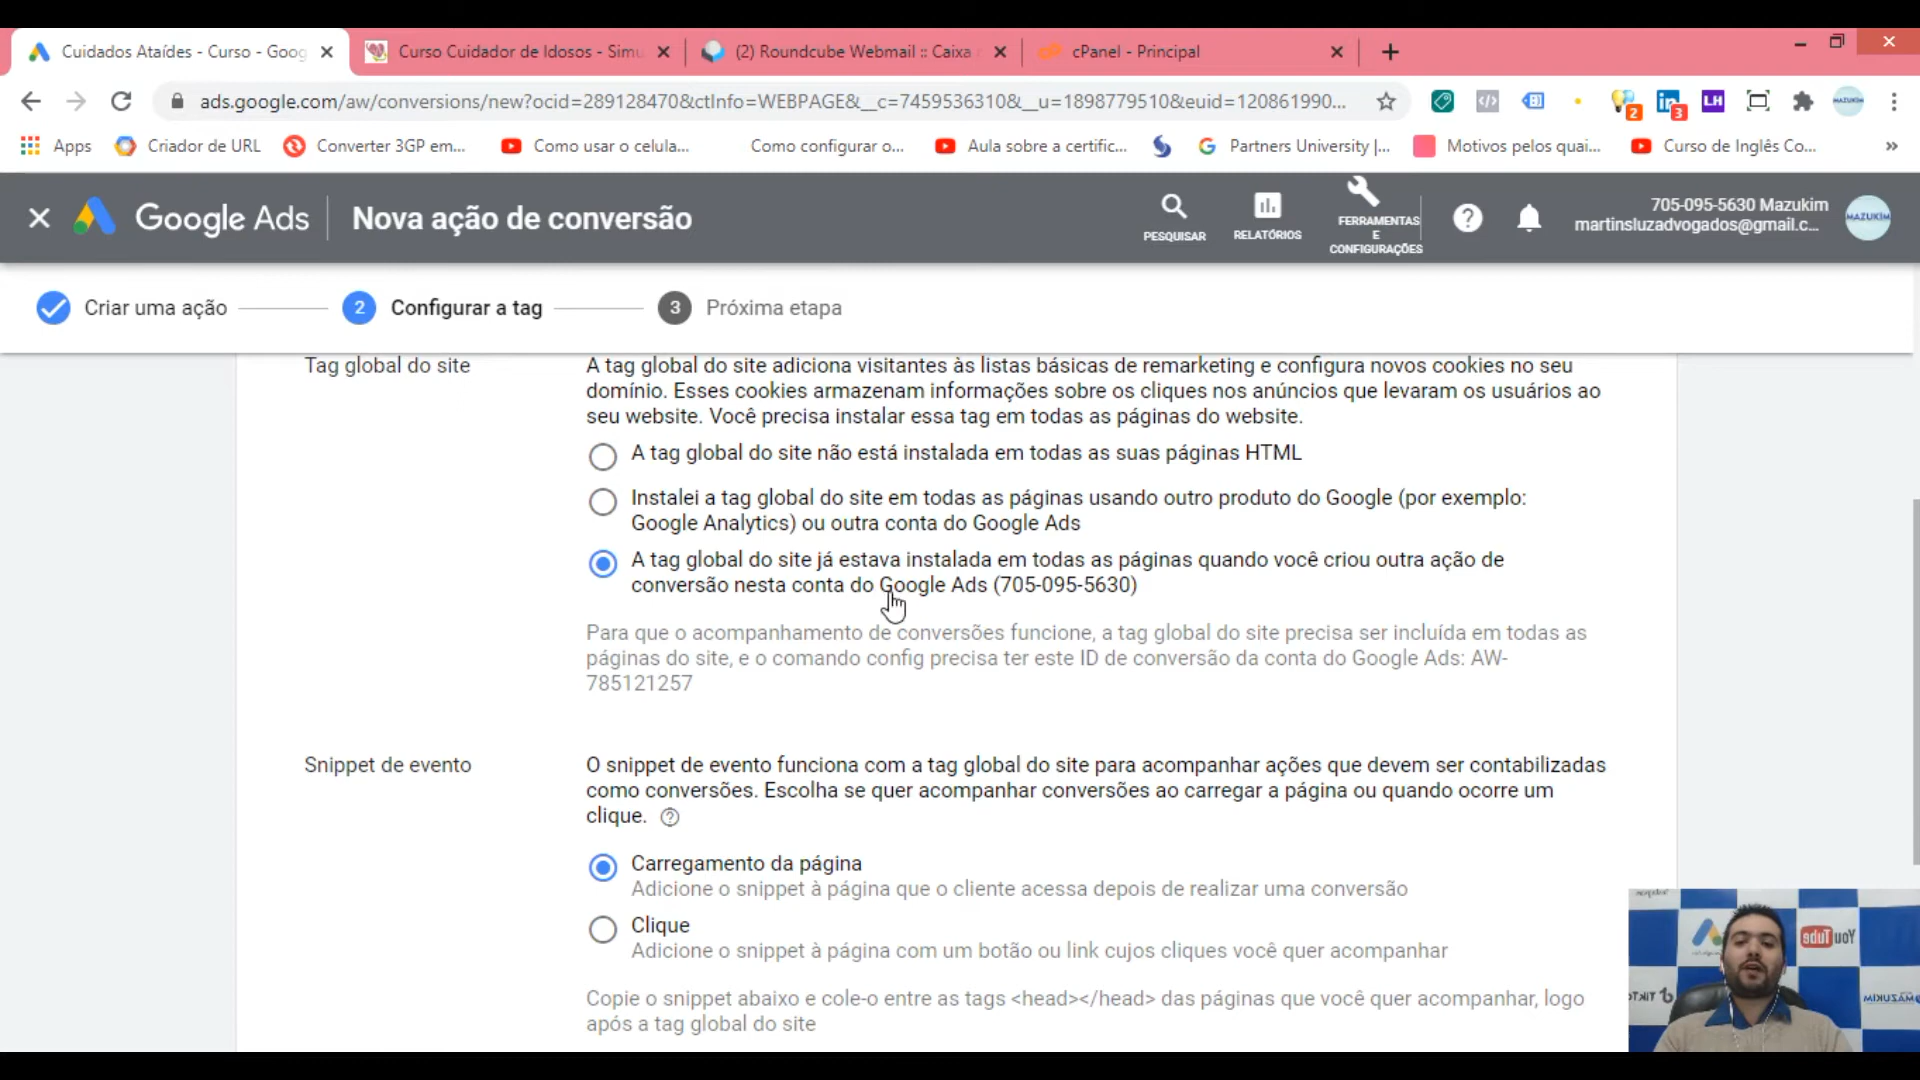 Cuidados Ataídes - Curso - Goog
Curso Cuidador de Idosos - Simu
(2) Roundcube Webmail :: Caixa
cPanel - Principal
ads.google.com/aw/conversions/new?ocid=289128470&ctInfo=WEBPAGE&__c=7459536310&__u=1898779510&euid=120861990...
2
3
LH
MAZUKIM
Apps
Criador de URL
Converter 3GP em...
Como usar o celula...
Como configurar o...
Aula sobre a certific...
Partners University |...
Motivos pelos quai...
Curso de Inglês Co...
»
Google Ads
Nova ação de conversão
PESQUISAR
RELATÓRIOS
FERRAMENTAS
E
CONFIGURAÇÕES
705-095-5630 Mazukim
martinsluzadvogados@gmail.c...
MAZUKIM
Criar uma ação
2
Configurar a tag
3
Próxima etapa
Tag global do site
A tag global do site adiciona visitantes às listas básicas de remarketing e configura novos cookies no seu
domínio. Esses cookies armazenam informações sobre os cliques nos anúncios que levaram os usuários ao
seu website. Você precisa instalar essa tag em todas as páginas do website.
A tag global do site não está instalada em todas as suas páginas HTML
Instalei a tag global do site em todas as páginas usando outro produto do Google (por exemplo:
Google Analytics) ou outra conta do Google Ads
A tag global do site já estava instalada em todas as páginas quando você criou outra ação de
conversão nesta conta do Google Ads (705-095-5630)
Para que o acompanhamento de conversões funcione, a tag global do site precisa ser incluída em todas as
páginas do site, e o comando config precisa ter este ID de conversão da conta do Google Ads: AW-
785121257
Snippet de evento
O snippet de evento funciona com a tag global do site para acompanhar ações que devem ser contabilizadas
como conversões. Escolha se quer acompanhar conversões ao carregar a página ou quando ocorre um
clique.
Carregamento da página
Adicione o snippet à página que o cliente acessa depois de realizar uma conversão
Clique
Adicione o snippet à página com um botão ou link cujos cliques você quer acompanhar
Copie o snippet abaixo e cole-o entre as tags <head></head> das páginas que você quer acompanhar, logo
após a tag global do site
YouTube
MAZUKIM